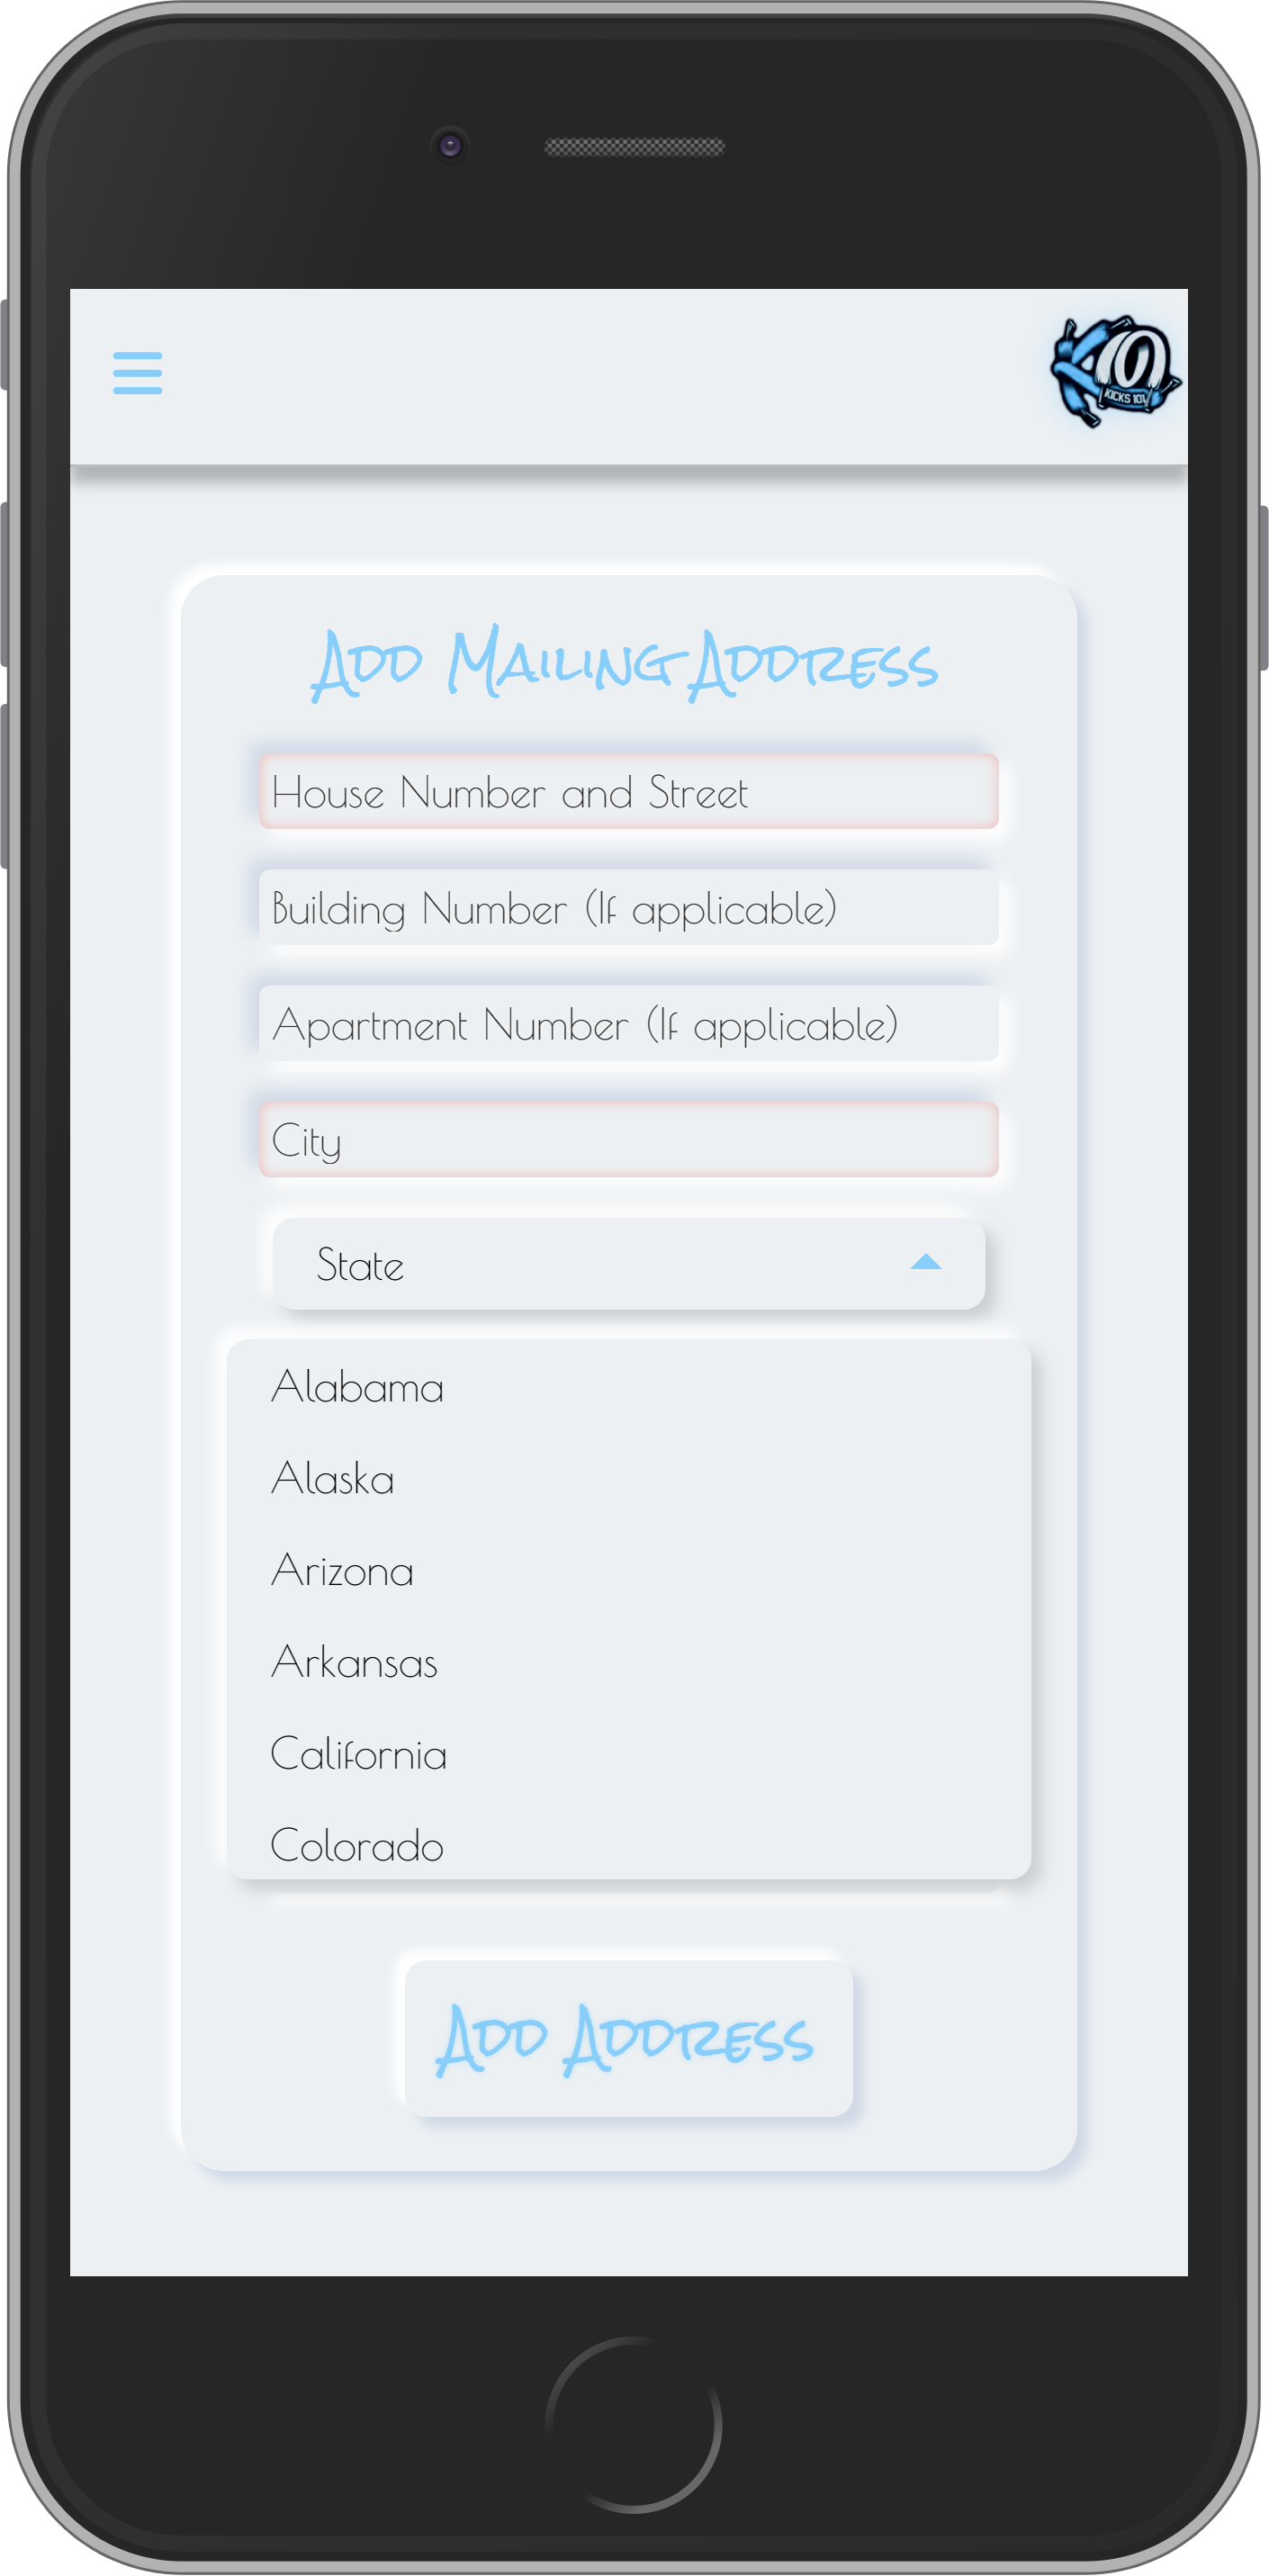 KICKS 101
Add Mailing Address
House Number and Street
Building Number (If applicable)
Apartment Number (If applicable)
City
State
Alabama
Alaska
Arizona
Arkansas
California
Colorado
Add Address